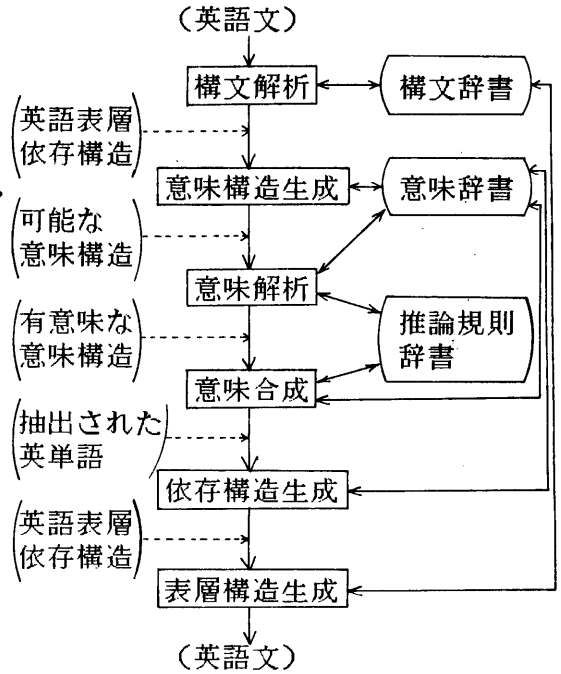 （英語文）
構文解析
構文辞書
英語表層
依存構造
意味構造生成
意味辞書
可能な
意味構造
意味解析
有意味な
意味構造
推論規則
辞書
意味合成
抽出された
英単語
依存構造生成
英語表層
依存構造
表層構造生成
（英語文）